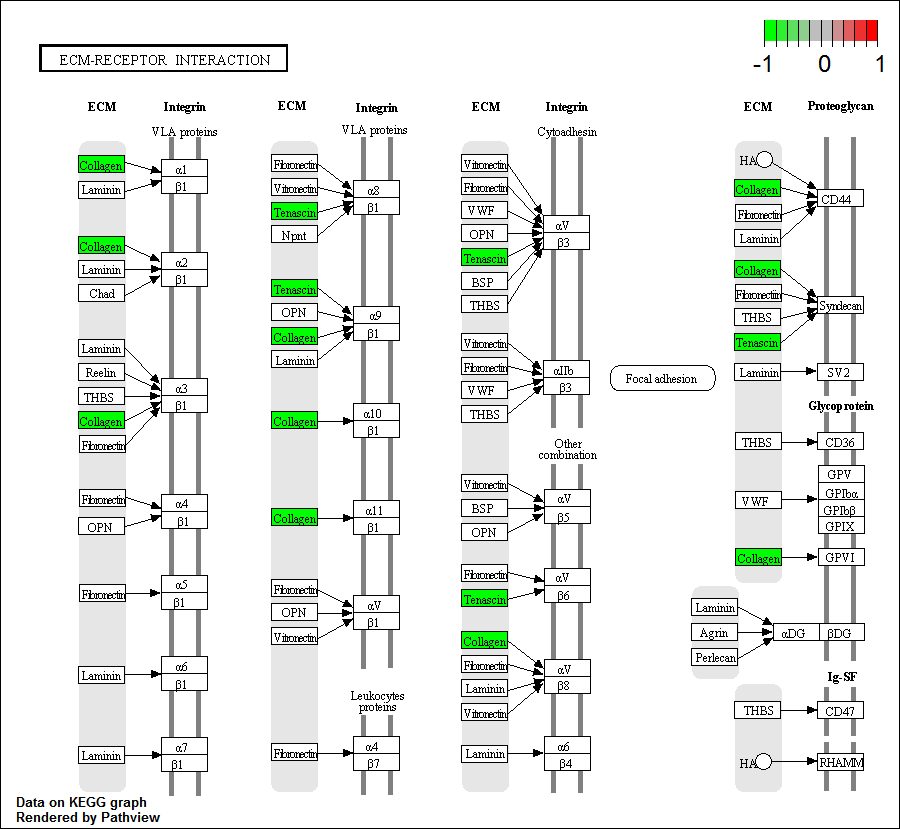 ECM-RECEPTOR INTERACTION
-1 0 1
ECM
Integrin
VLA proteins
Collagen
Laminin
α1
β1
Collagen
Laminin
Chad
α2
β1
Laminin
Reelin
THBS
Collagen
Fibronectin
α3
β1
Fibronectin
OPN
α4
β1
Fibronectin
α5
β1
Laminin
α6
β1
Laminin
α7
β1
ECM
Integrin
VLA proteins
Fibronectin
Vitronectin
Tenascin
Npnt
α8
β1
Tenascin
OPN
Collagen
Laminin
α9
β1
Collagen
α10
β1
Collagen
α11
β1
Fibronectin
OPN
Vitronectin
αV
β1
Leukocytes
proteins
Fibronectin
α4
β7
ECM
Integrin
Cytoadhesin
Vitronectin
Fibronectin
VWF
OPN
Tenascin
BSP
THBS
αV
β3
Vitronectin
Fibronectin
VWF
THBS
αIIb
β3
Other
combination
Vitronectin
BSP
OPN
αV
β5
Fibronectin
Tenascin
αV
β6
Collagen
Fibronectin
Laminin
Vitronectin
αV
β8
Laminin
α6
β4
Focal adhesion
ECM
Proteoglycan
HA
Collagen
Fibronectin
Laminin
CD44
Collagen
Fibronectin
THBS
Tenascin
Syndecan
Laminin
SV2
Glycoprotein
THBS
CD36
VWF
GPV
GPIbα
GPIbβ
GPIX
Collagen
GPVI
Laminin
Agrin
Perlecan
αDG
βDG
Ig-SF
THBS
CD47
HA
RHAMM
Data on KEGG graph
Rendered by Pathview